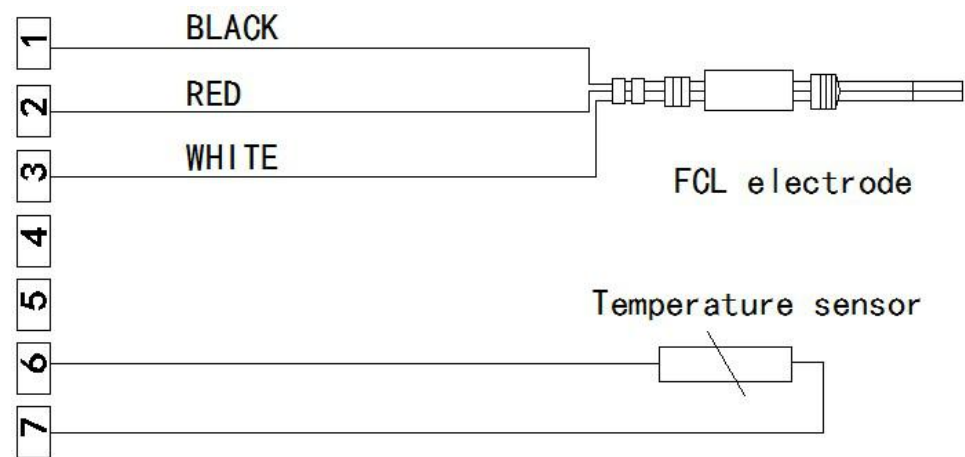 1 BLACK
2 RED
3 WHITE
FCL electrode
4
5
Temperature sensor
6
7